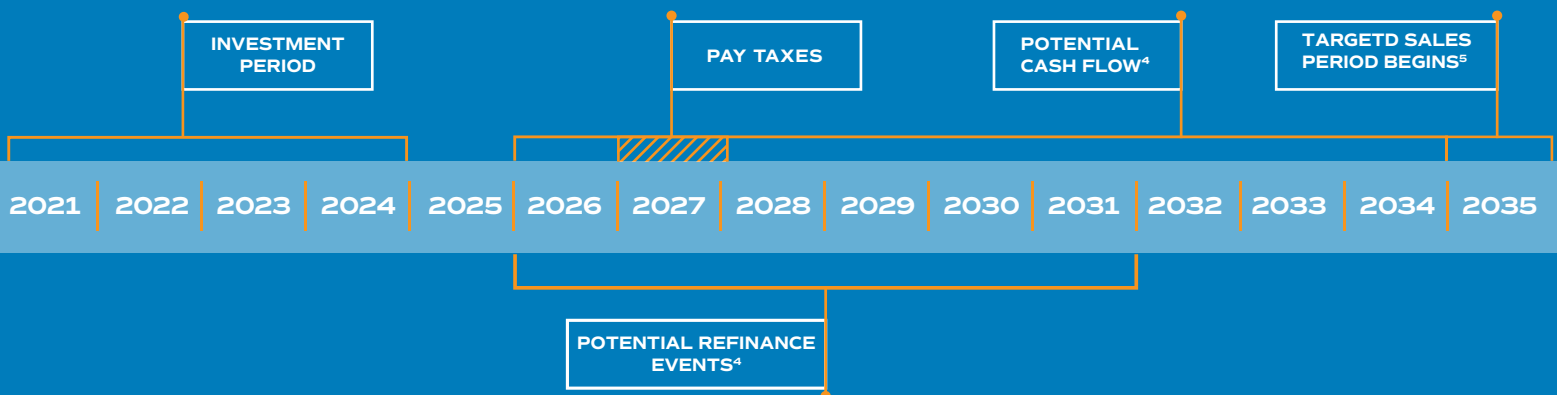 INVESTMENT
PERIOD
PAY TAXES
POTENTIAL
CASH FLOW⁴
TARGETD SALES
PERIOD BEGINS⁵
2021 2022 2023 2024 2025 2026 2027 2028 2029 2030 2031 2032 2033 2034 2035
POTENTIAL REFINANCE
EVENTS⁴